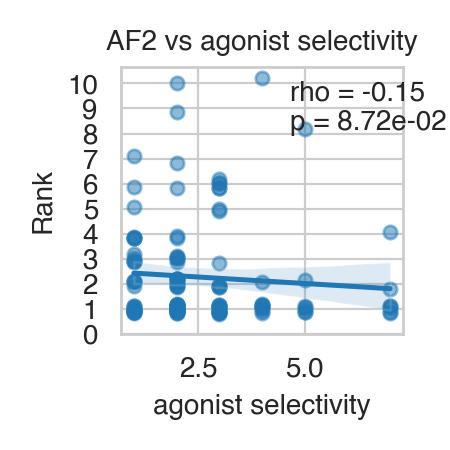 AF2 vs agonist selectivity
rho = -0.15
p = 8.72e-02
Rank
10
9
8
7
6
5
4
3
2
1
0
2.5 5.0
agonist selectivity